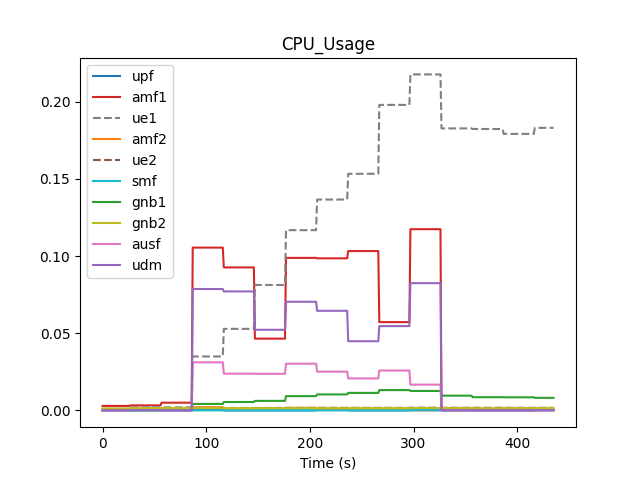 CPU_Usage
upf
amf1
ue1
amf2
ue2
smf
gnb1
gnb2
ausf
udm
0.20
0.15
0.10
0.05
0.00
0 100 200 300 400
Time (s)